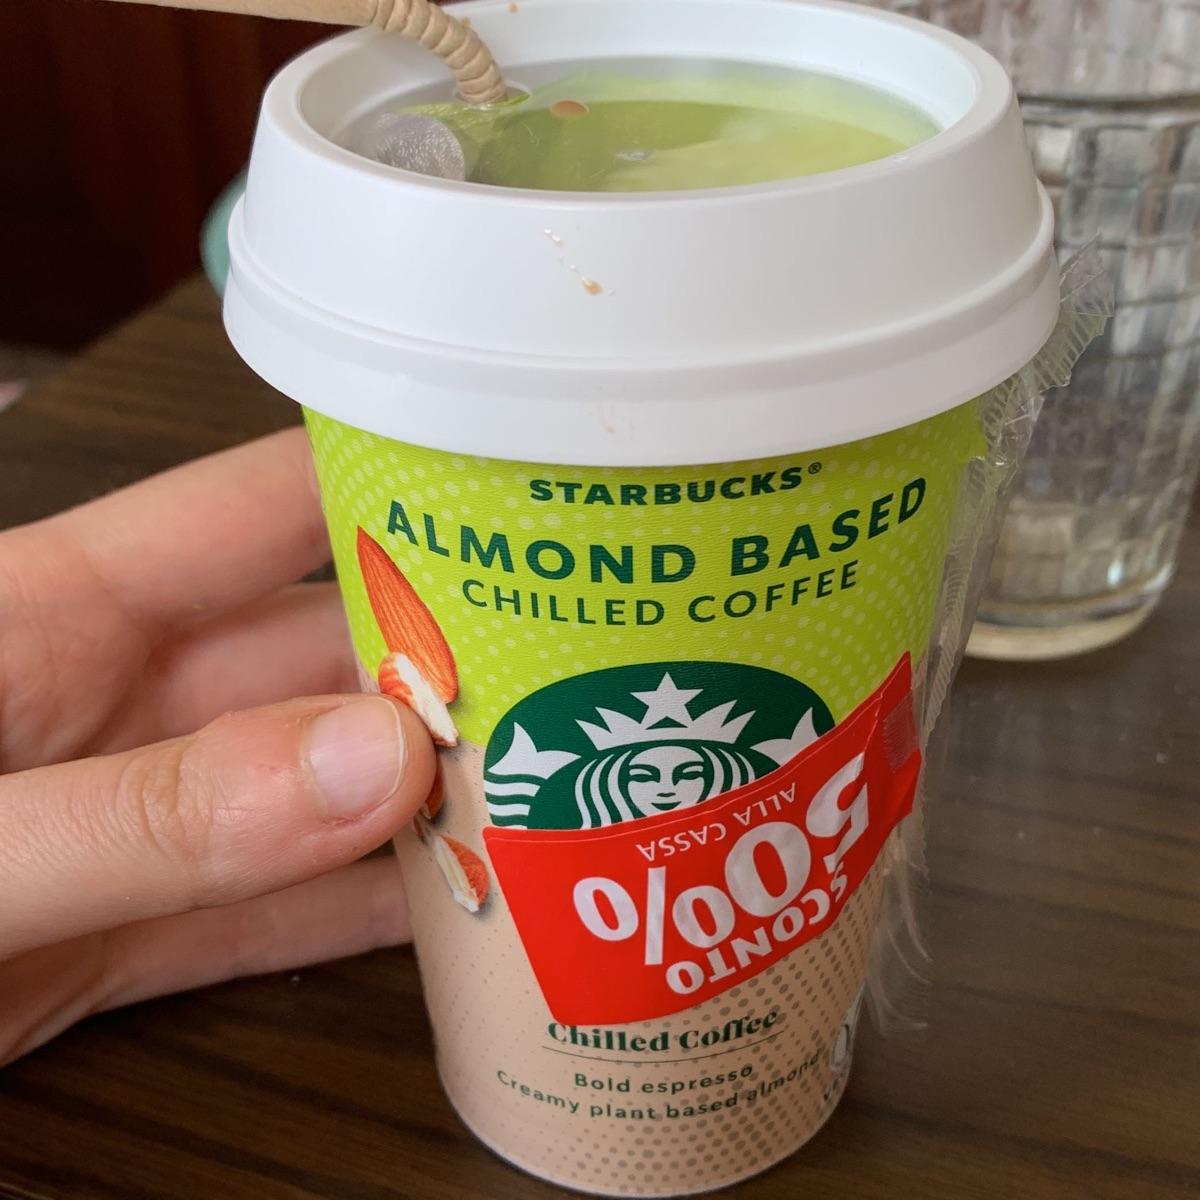 STARBUCKS®
ALMOND BASED
CHILLED COFFEE
SCONTO
50%
ALLA CASSA
Chilled Coffee
Bold espresso
Creamy plant based almond